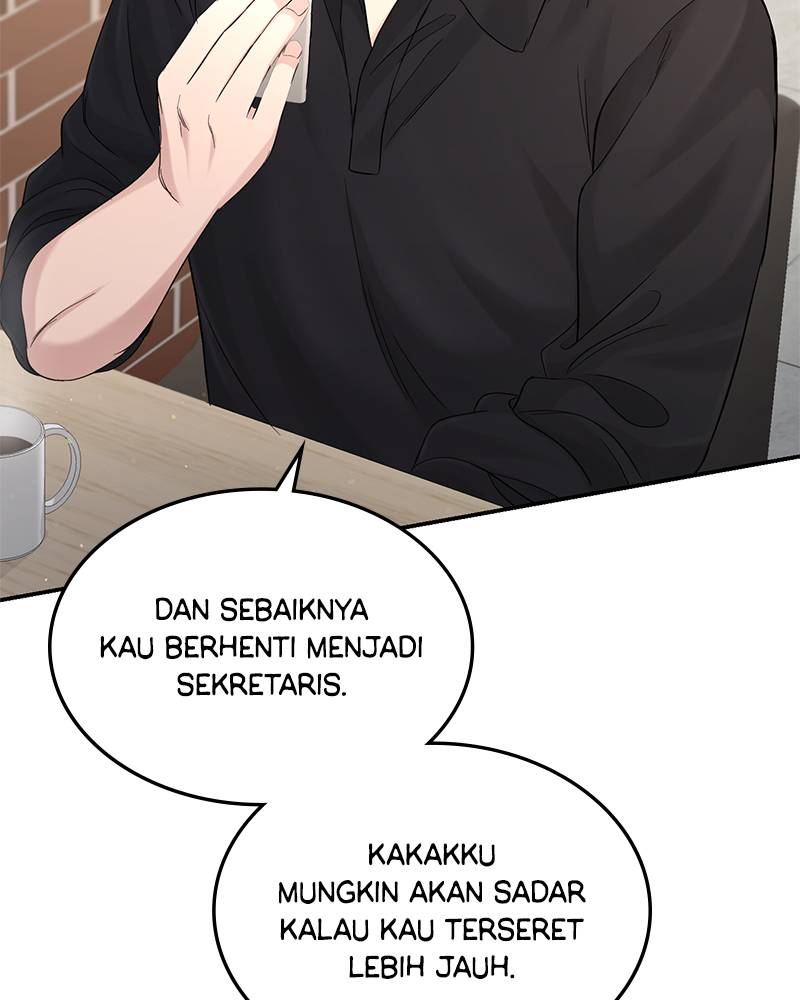 DAN SEBAIKNYA
KAU BERHENTI MENJADI
SEKRETARIS.
KAKAKKU
MUNGKIN AKAN SADAR
KALAU KAU TERSERET
LEBIH JAUH.